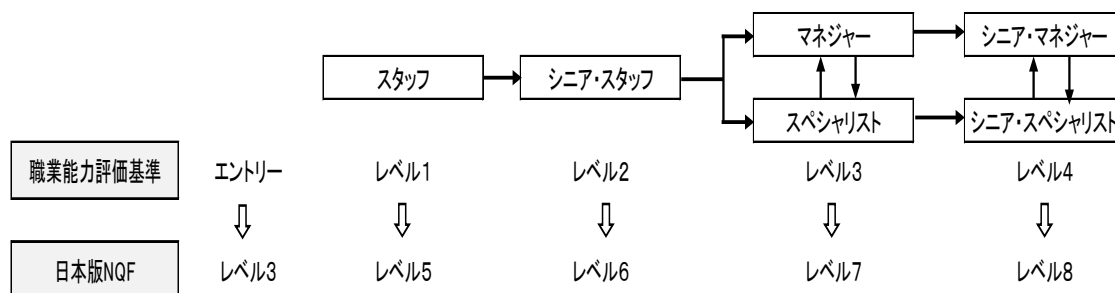 マネジャー シニア・マネジャー
スタッフ シニア・スタッフ
スペシャリスト シニア・スペシャリスト
職業能力評価基準 エントリー レベル1 レベル2 レベル3 レベル4
日本版NQF レベル3 レベル5 レベル6 レベル7 レベル8